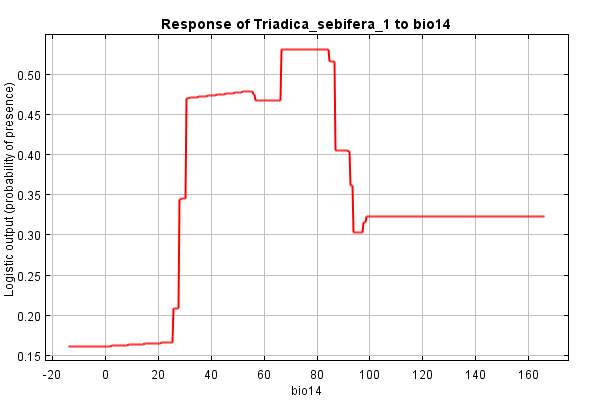 Response of Triadica_sebifera_1 to bio14
Logistic output (probability of presence)
0.50
0.45
0.40
0.35
0.30
0.25
0.20
0.15
-20 0 20 40 60 80 100 120 140 160
bio14